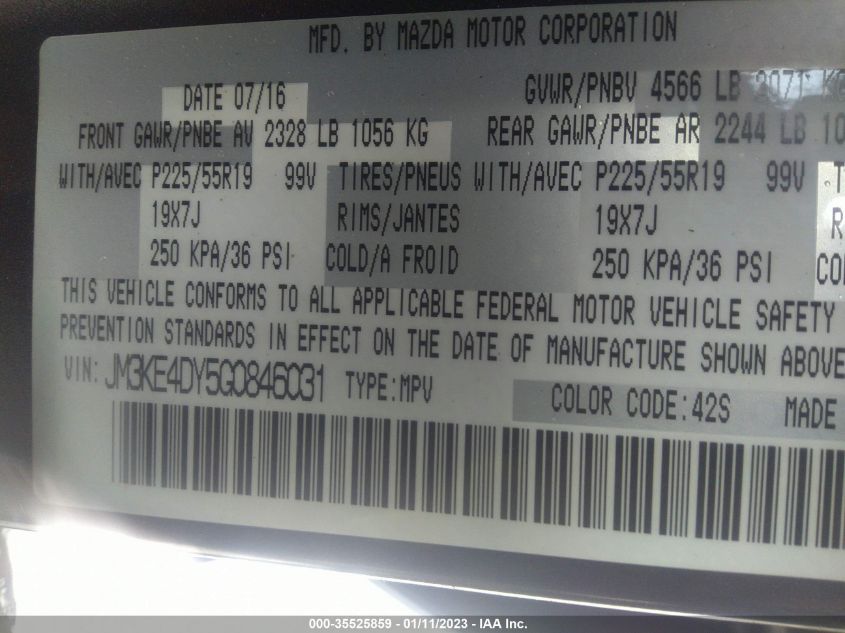 MFD. BY MAZDA MOTOR CORPORATION
DATE 07/16 GVWR/PNBV 4566 LB 2071 KG
FRONT GAWR/PNBE AV 2328 LB 1056 KG REAR GAWR/PNBE AR 2244 LB 10
WITH/AVEC P225/55R19 99V TIRES/PNEUS WITH/AVEC P225/55R19 99V T
19X7J RIMS/JANTES 19X7J R
250 KPA/36 PSI COLD/A FROID 250 KPA/36 PSI COL
THIS VEHICLE CONFORMS TO ALL APPLICABLE FEDERAL MOTOR VEHICLE SAFETY
PREVENTION STANDARDS IN EFFECT ON THE DATE OF MANUFACTURE SHOWN ABOVE
VIN: JM3KE4DY5G0846031 TYPE:MPV COLOR CODE:42S MADE
000-35525859 - 01/11/2023 - IAA Inc.